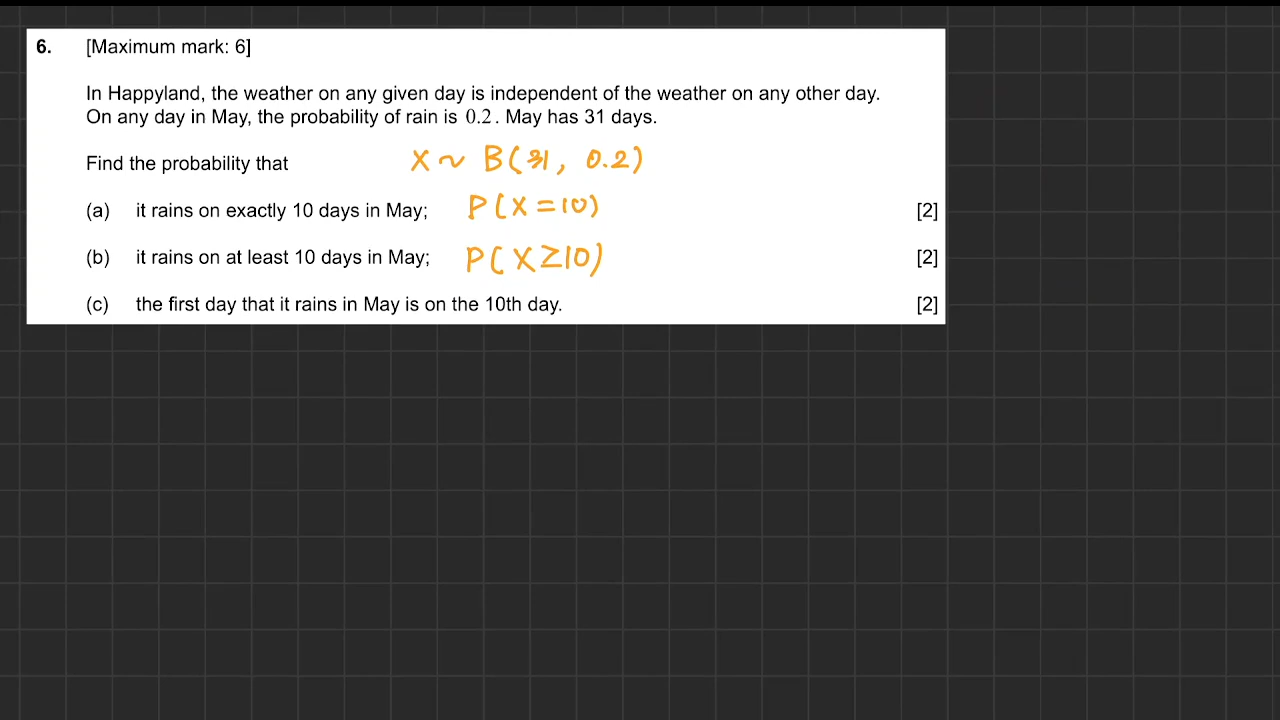 6. [Maximum mark: 6]
In Happyland, the weather on any given day is independent of the weather on any other day.
On any day in May, the probability of rain is 0.2. May has 31 days.
Find the probability that X ~ B(31, 0.2)
(a) it rains on exactly 10 days in May; P(X=10) [2]
(b) it rains on at least 10 days in May; P(X≥10) [2]
(c) the first day that it rains in May is on the 10th day. [2]